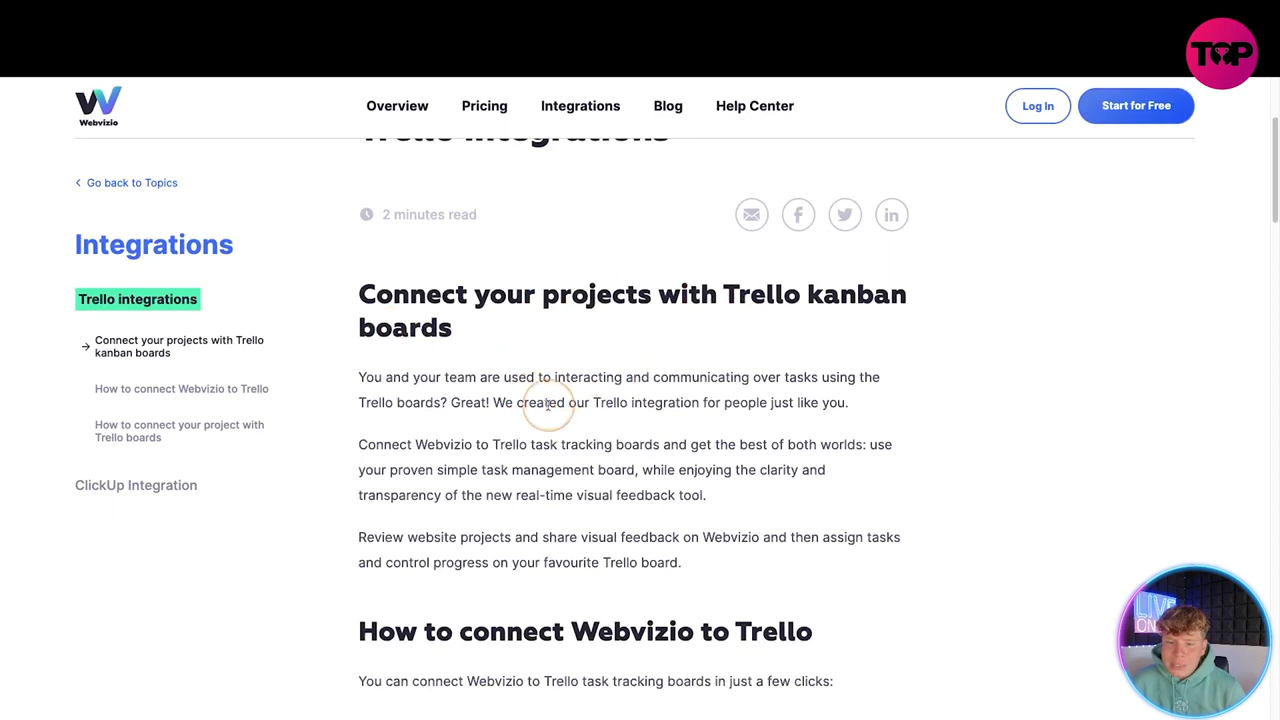 TOP
Webvizio
Overview
Pricing
Integrations
Blog
Help Center
Log In
Start for Free
Trello integrations
Go back to Topics
2 minutes read
Integrations
Trello integrations
Connect your projects with Trello
kanban boards
How to connect Webvizio to Trello
How to connect your project with
Trello boards
ClickUp Integration
Connect your projects with Trello kanban
boards
You and your team are used to interacting and communicating over tasks using the
Trello boards? Great! We created our Trello integration for people just like you.
Connect Webvizio to Trello task tracking boards and get the best of both worlds: use
your proven simple task management board, while enjoying the clarity and
transparency of the new real-time visual feedback tool.
Review website projects and share visual feedback on Webvizio and then assign tasks
and control progress on your favourite Trello board.
How to connect Webvizio to Trello
You can connect Webvizio to Trello task tracking boards in just a few clicks:
LIVE
ON